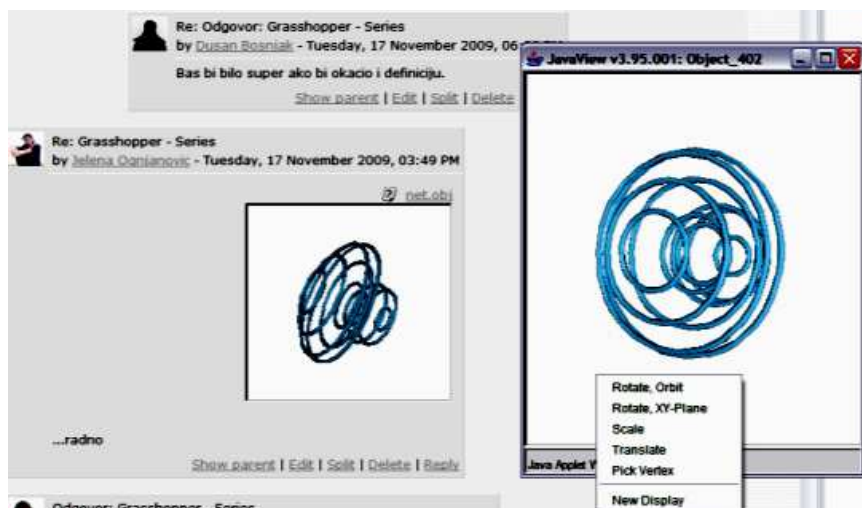 Re: Odgovor: Grasshopper - Series
by Dusan Bosniak - Tuesday, 17 November 2009,
Bas bi bilo super ako bi okacio i definiciju.
Show parent | Edit | Split | Delete
Re: Grasshopper - Series
by Jelena Ognjanovic - Tuesday, 17 November 2009, 03:49 PM
net.obj
...radno
Show parent | Edit | Split | Delete | Reply
Odgovor: Grasshopper - Series
JavaView v3.95.001: Object_402
Java Applet
Rotate, Orbit
Rotate, XY-Plane
Scale
Translate
Pick Vertex
New Display